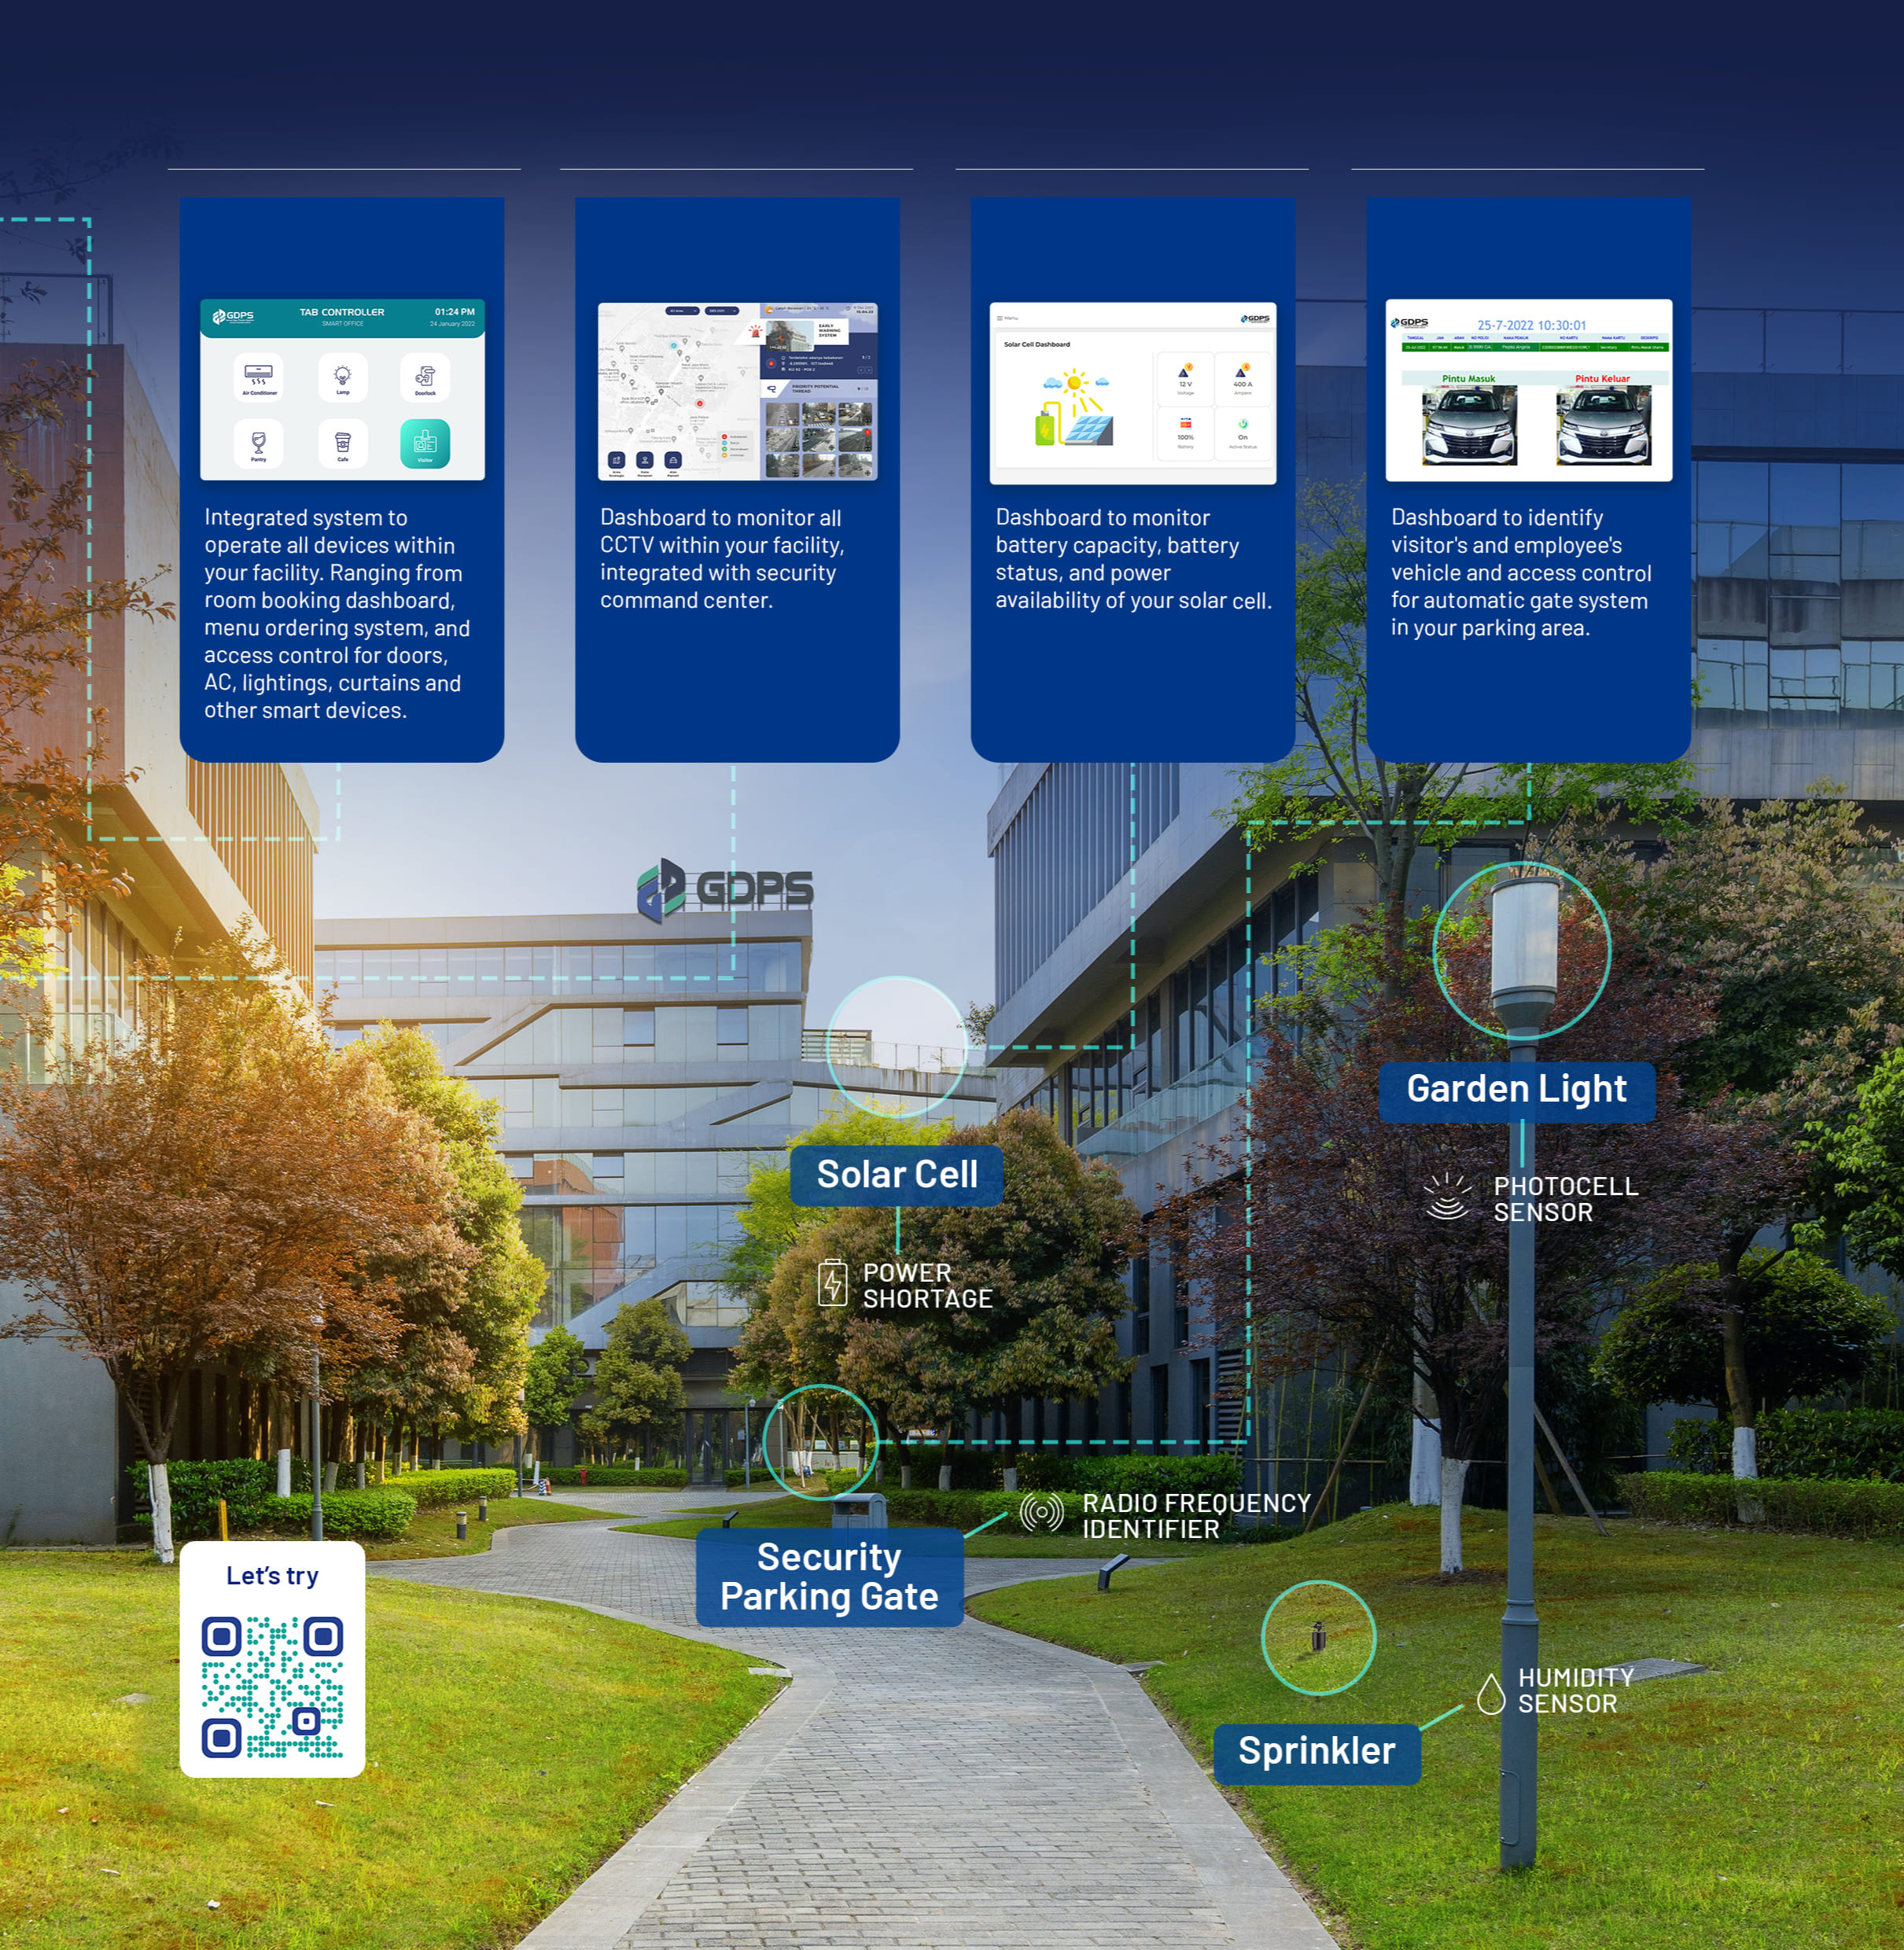 GDPS
TAB CONTROLLER
SMART OFFICE
01:24 PM
24 January 2022
Air Conditioner
Lamp
Doorlock
Pantry
Cafe
Visitor
Integrated system to
operate all devices within
your facility. Ranging from
room booking dashboard,
menu ordering system, and
access control for doors,
AC, lightings, curtains and
other smart devices.
EARLY
WARNING
SYSTEM
PRIORITY POTENTIAL
THREAD
Dashboard to monitor all
CCTV within your facility,
integrated with security
command center.
Menu
GDPS
Solar Cell Dashboard
12 V
Voltage
400 A
Ampere
100%
Battery
On
Active Status
Dashboard to monitor
battery capacity, battery
status, and power
availability of your solar cell.
GDPS
25-7-2022 10:30:01
Pintu Masuk
Pintu Keluar
Dashboard to identify
visitor's and employee's
vehicle and access control
for automatic gate system
in your parking area.
GDPS
Garden Light
PHOTOCELL
SENSOR
Solar Cell
POWER
SHORTAGE
RADIO FREQUENCY
IDENTIFIER
Security
Parking Gate
Let's try
HUMIDITY
SENSOR
Sprinkler